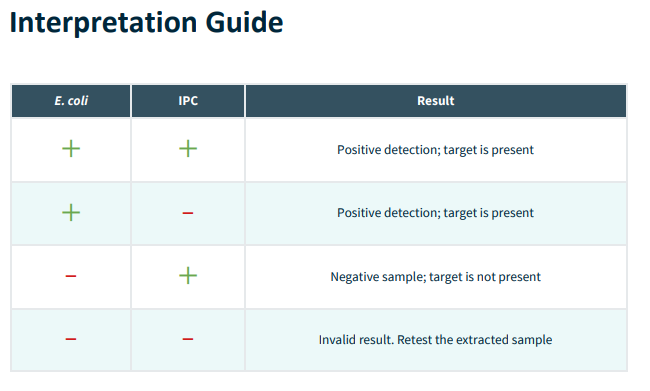 Interpretation Guide
E. coli IPC Result
+ + Positive detection; target is present
+ – Positive detection; target is present
– + Negative sample; target is not present
– – Invalid result. Retest the extracted sample